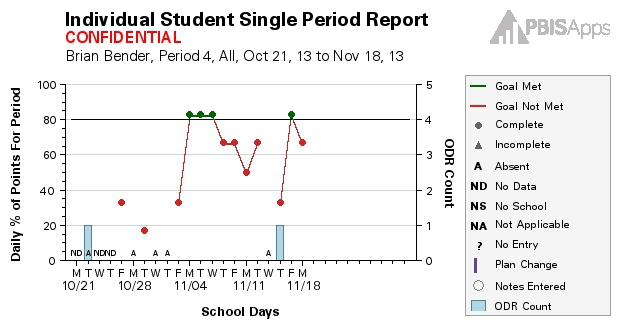 Individual Student Single Period Report
CONFIDENTIAL
Brian Bender, Period 4, All, Oct 21, 13 to Nov 18, 13
PBISApps
Daily % of Points For Period
100
80
60
40
20
0
5
4
3
2
1
0
ODR Count
ND A ND ND A A A A
M T W T F M T W T F M T W T F M T W T F M
10/21 10/28 11/04 11/11 11/18
School Days
Goal Met
Goal Not Met
Complete
Incomplete
A Absent
ND No Data
NS No School
NA Not Applicable
? No Entry
Plan Change
Notes Entered
ODR Count